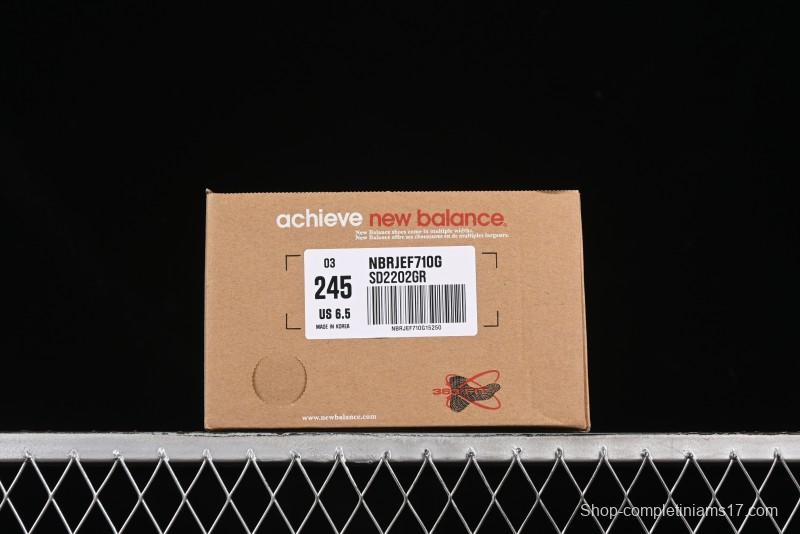 achieve new balance.
New Balance shoes come in multiple widths.
New Balance offre ses chaussures en de multiples largeurs.
03
245
US 6.5
MADE IN KOREA
NBRJEF710G
SD2202GR
NBRJEF710G15250
www.newbalance.com
Shop-completiniams17.com